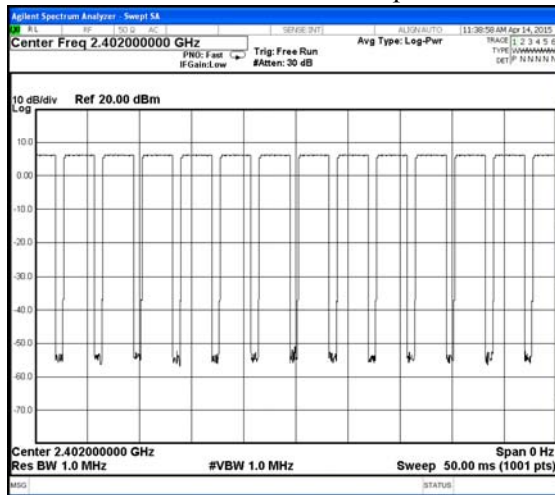 Agilent Spectrum Analyzer - Swept SA
RL RF 50 Ω AC SENSE:INT ALIGN AUTO 11:38:58 AM Apr 14, 2015
Center Freq 2.402000000 GHz
PNO: Fast
IFGain:Low
Trig: Free Run
#Atten: 30 dB
Avg Type: Log-Pwr
TRACE 1 2 3 4 5 6
TYPE
DET P N N N N N
10 dB/div Ref 20.00 dBm
Log
10.0
0.00
-10.0
-20.0
-30.0
-40.0
-50.0
-60.0
-70.0
Center 2.402000000 GHz Span 0 Hz
Res BW 1.0 MHz #VBW 1.0 MHz Sweep 50.00 ms (1001 pts)
MSG STATUS